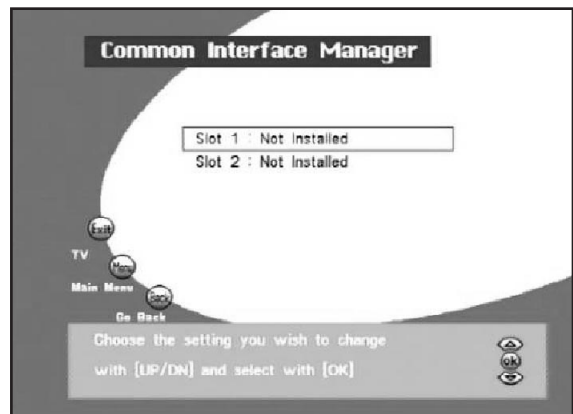 Common Interface Manager
Slot 1 : Not Installed
Slot 2 : Not Installed
Exit
TV
Menu
Main Menu
Back
Go Back
Choose the setting you wish to change
with [UP/DN] and select with [OK]
ok